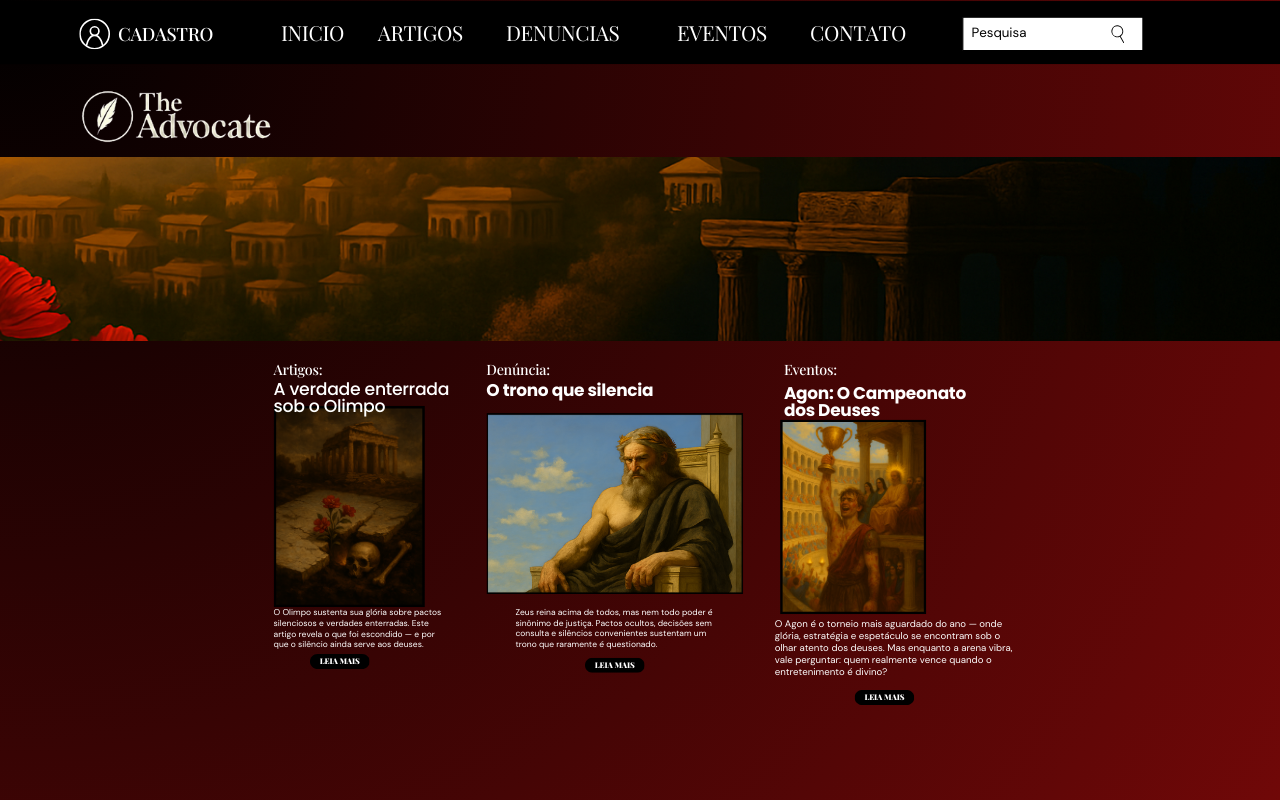 CADASTRO
INICIO
ARTIGOS
DENUNCIAS
EVENTOS
CONTATO
Pesquisa
The
Advocate
Artigos:
A verdade enterrada
sob o Olimpo
O Olimpo sustenta sua glória sobre pactos
silenciosos e verdades enterradas. Este
artigo revela o que foi escondido — e por
que o silêncio ainda serve aos deuses.
LEIA MAIS
Denúncia:
O trono que silencia
Zeus reina acima de todos, mas nem todo poder é
sinônimo de justiça. Pactos ocultos, decisões sem
consulta e silêncios convenientes sustentam um
trono que raramente é questionado.
LEIA MAIS
Eventos:
Agon: O Campeonato
dos Deuses
O Agon é o torneio mais aguardado do ano — onde
glória, estratégia e espetáculo se encontram sob o
olhar atento dos deuses. Mas enquanto a arena vibra,
vale perguntar: quem realmente vence quando o
entretenimento é divino?
LEIA MAIS